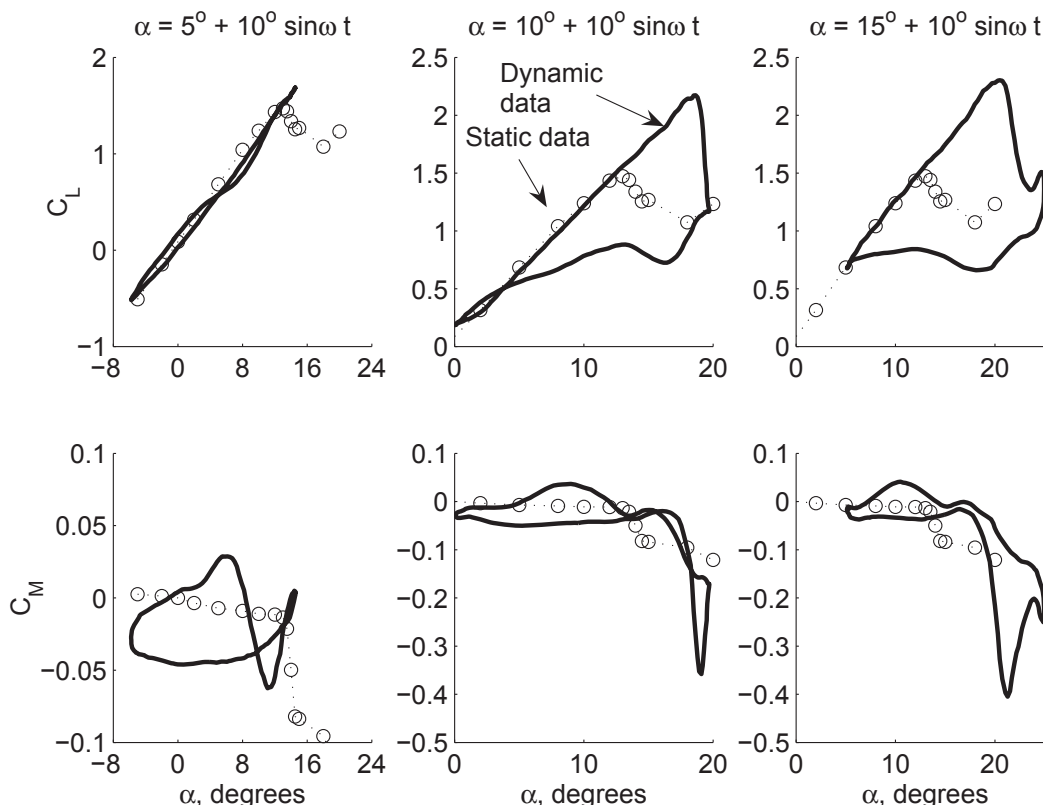 α = 5° + 10° sinω t
α = 10° + 10° sinω t
α = 15° + 10° sinω t
C_L
2
1
0
−1
−8 0 8 16 24
2.5
2
1.5
1
0.5
0
0 10 20
Dynamic
data
Static data
2.5
2
1.5
1
0.5
0
0 10 20
C_M
0.1
0.05
0
−0.05
−0.1
−8 0 8 16 24
α, degrees
0.1
0
−0.1
−0.2
−0.3
−0.4
−0.5
0 10 20
α, degrees
0.1
0
−0.1
−0.2
−0.3
−0.4
−0.5
0 10 20
α, degrees